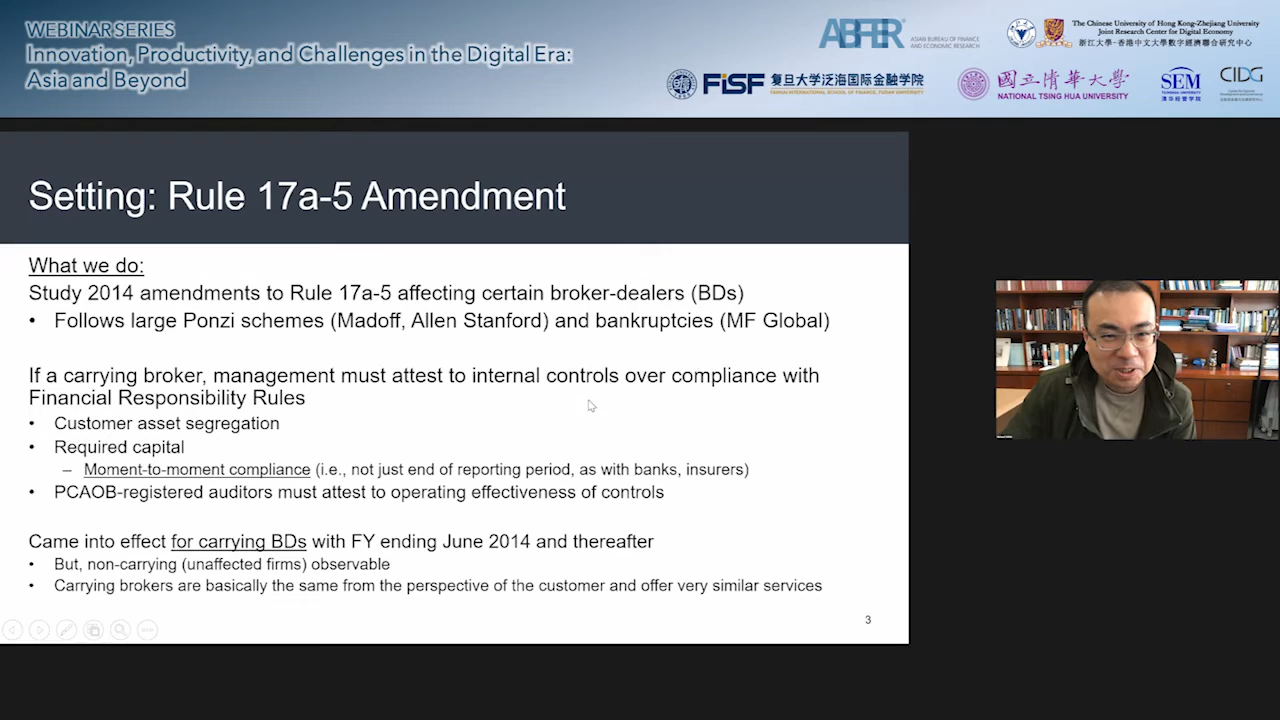 WEBINAR SERIES
Innovation, Productivity, and Challenges in the Digital Era:
Asia and Beyond
ABFER
ASIAN BUREAU OF FINANCE
AND ECONOMIC RESEARCH
The Chinese University of Hong Kong-Zhejiang University
Joint Research Center for Digital Economy
浙江大學-香港中文大學數字經濟聯合研究中心
FISF
复旦大学泛海国际金融学院
FANHAI INTERNATIONAL SCHOOL OF FINANCE, FUDAN UNIVERSITY
國立清華大學
NATIONAL TSING HUA UNIVERSITY
SEM
TSINGHUA UNIVERSITY
清华经管学院
CIDG
Setting: Rule 17a-5 Amendment
What we do:
Study 2014 amendments to Rule 17a-5 affecting certain broker-dealers (BDs)
• Follows large Ponzi schemes (Madoff, Allen Stanford) and bankruptcies (MF Global)
If a carrying broker, management must attest to internal controls over compliance with
Financial Responsibility Rules
• Customer asset segregation
• Required capital
– Moment-to-moment compliance (i.e., not just end of reporting period, as with banks, insurers)
• PCAOB-registered auditors must attest to operating effectiveness of controls
Came into effect for carrying BDs with FY ending June 2014 and thereafter
• But, non-carrying (unaffected firms) observable
• Carrying brokers are basically the same from the perspective of the customer and offer very similar services
3